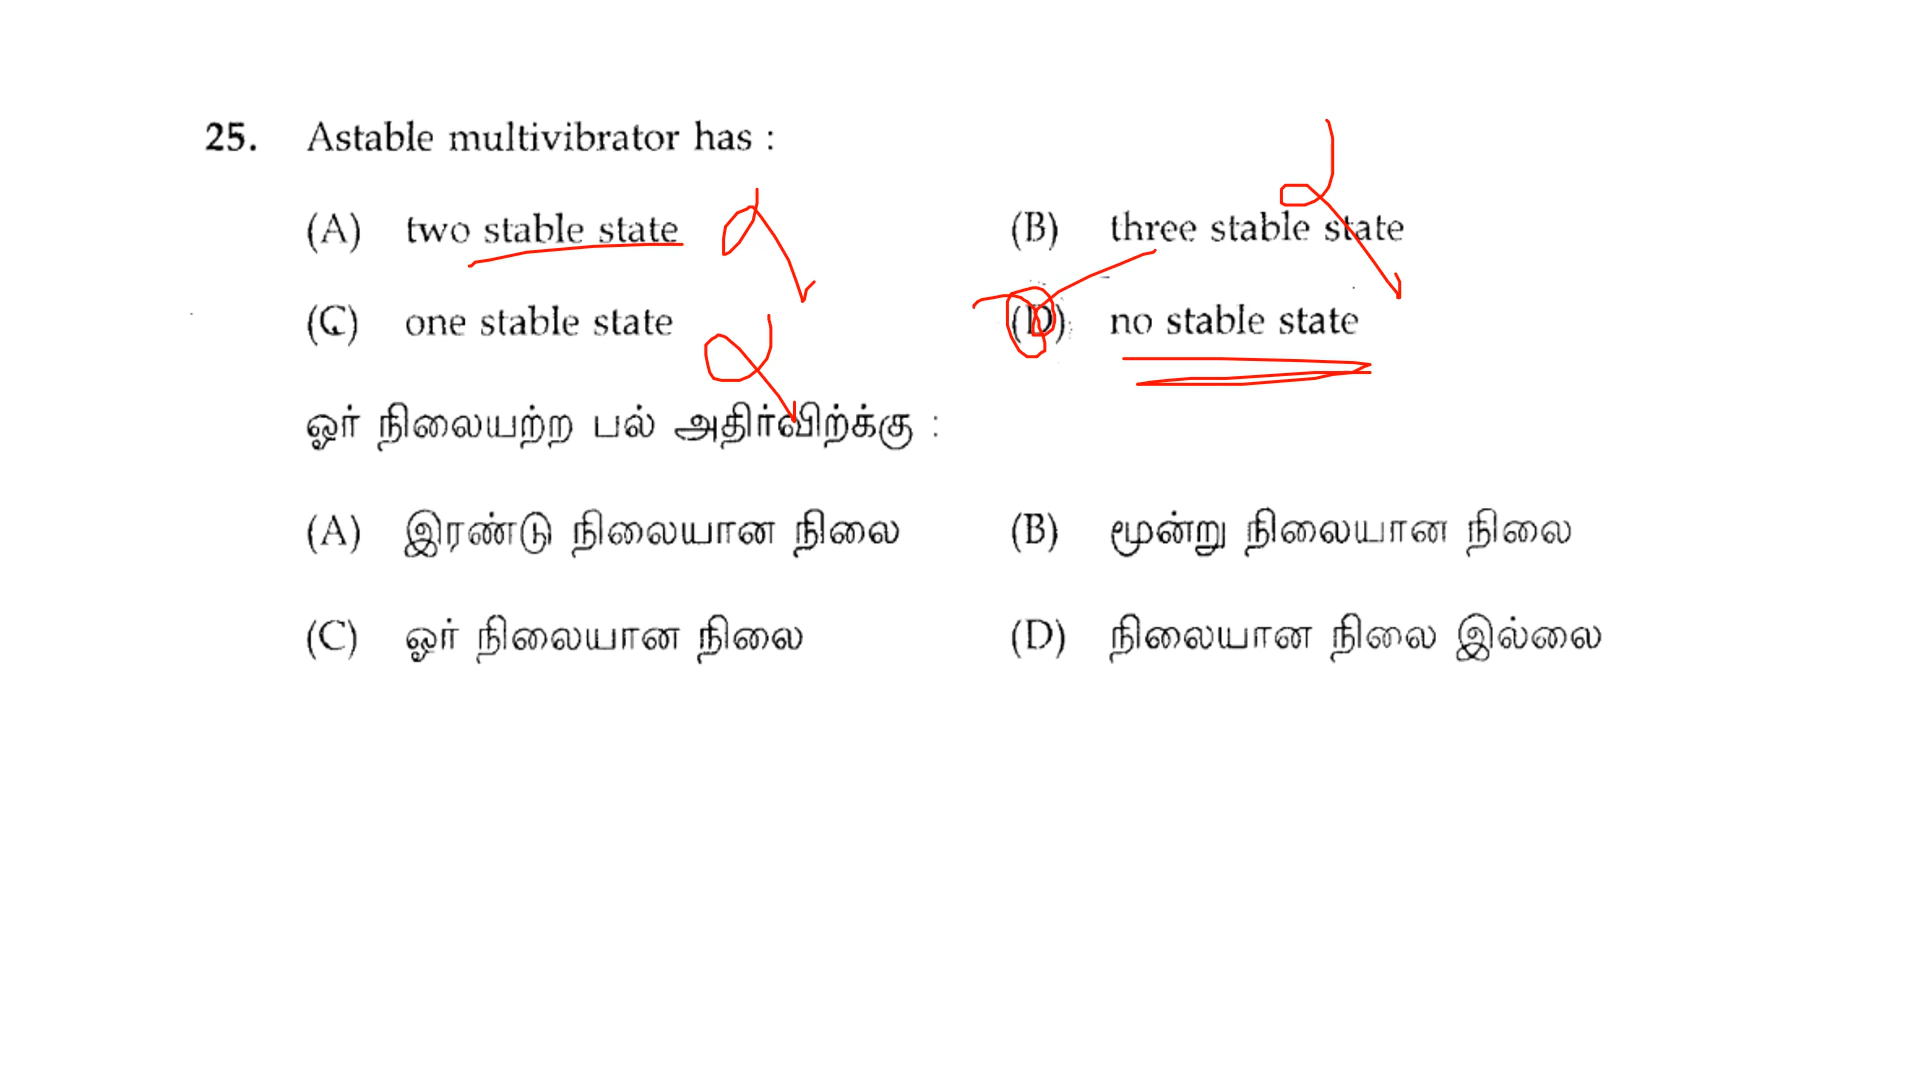 25. Astable multivibrator has :
(A) two stable state (B) three stable state
(C) one stable state (D) no stable state
ஓர் நிலையற்ற பல் அதிர்விற்க்கு :
(A) இரண்டு நிலையான நிலை (B) மூன்று நிலையான நிலை
(C) ஓர் நிலையான நிலை (D) நிலையான நிலை இல்லை